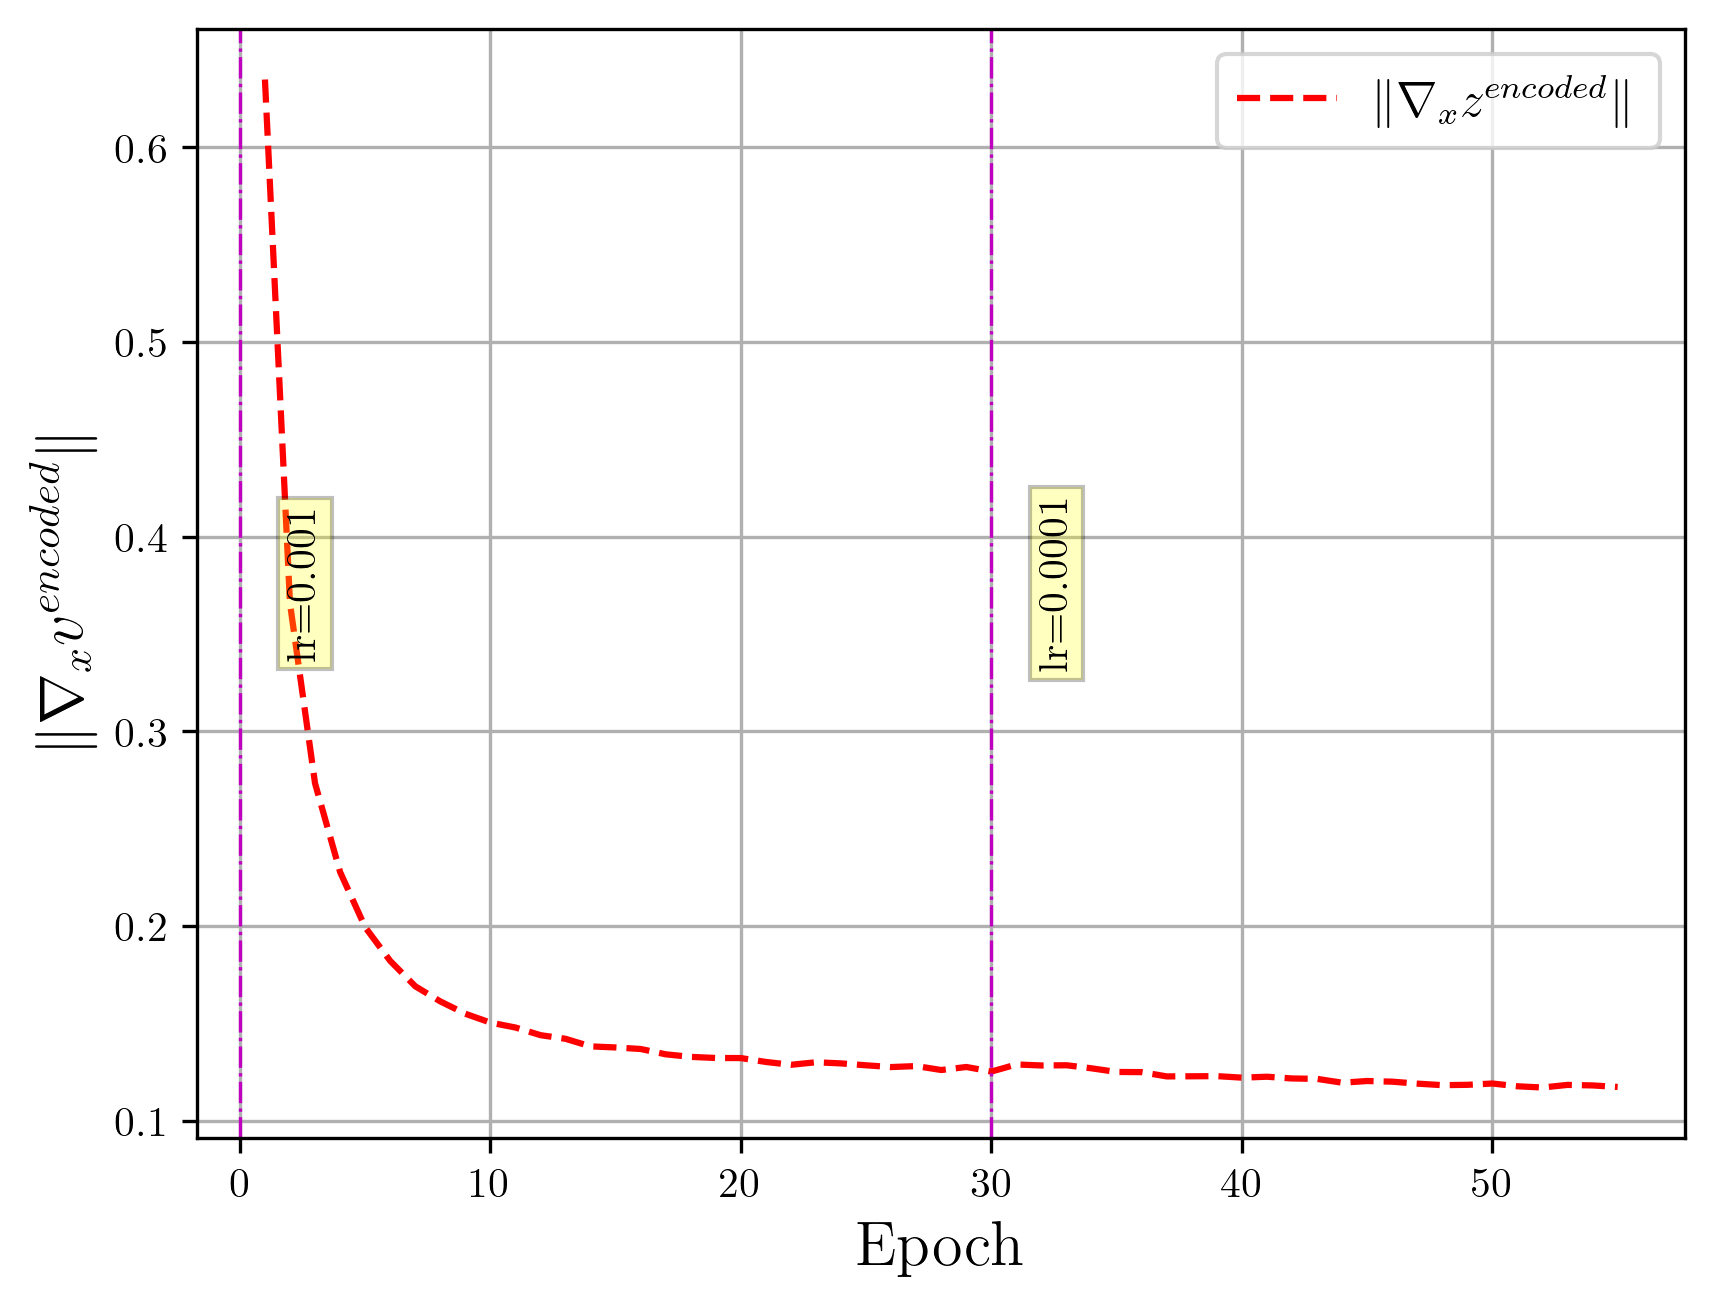 ‖∇ₓz^{encoded}‖
‖∇ₓv^{encoded}‖
0.6
0.5
0.4
0.3
0.2
0.1
lr=0.001
lr=0.0001
0 10 20 30 40 50
Epoch